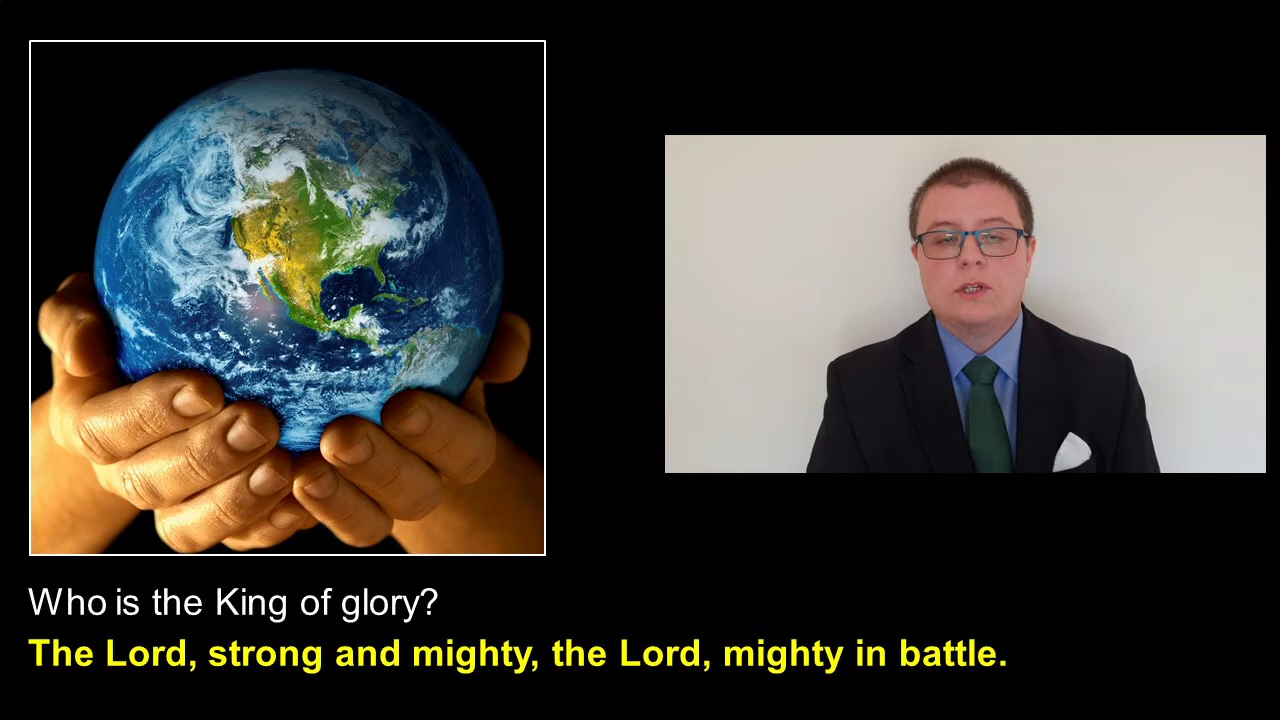 Who is the King of glory?
The Lord, strong and mighty, the Lord, mighty in battle.